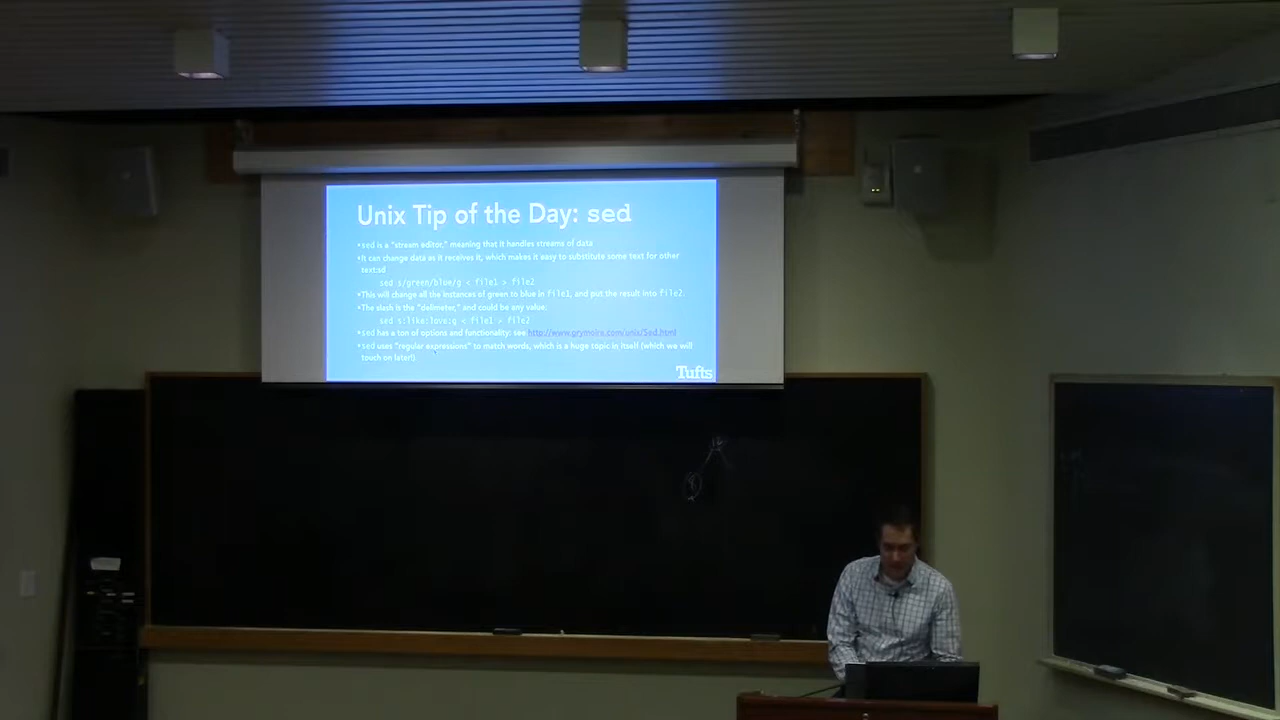 Unix Tip of the Day: sed
•sed is a "stream editor," meaning that it handles streams of data
•It can change data as it receives it, which makes it easy to substitute some text for other
text:sd
sed s/green/blue/g < file1 > file2
•This will change all the instances of green to blue in file1, and put the result into file2.
•The slash is the "delimeter," and could be any value.
sed s:like:love:g < file1 > file2
•sed has a ton of options and functionality: see http://www.grymoire.com/unix/Sed.html
•sed uses "regular expressions" to match words, which is a huge topic in itself (which we will
touch on later!)
Tufts